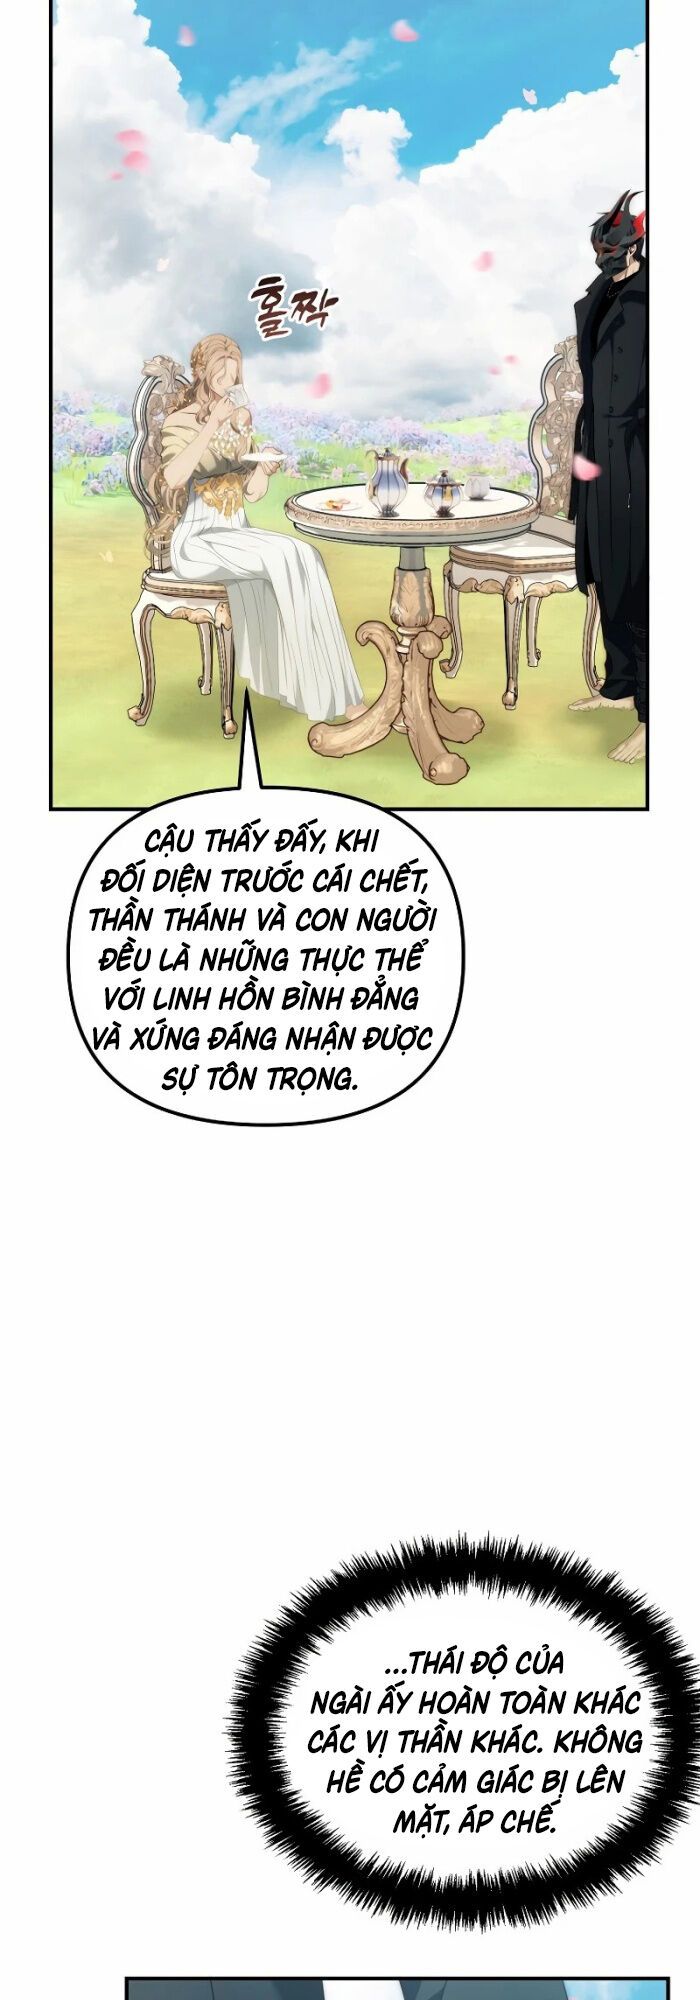 홀짝
CẬU THẤY ĐẤY, KHI
ĐỐI DIỆN TRƯỚC CÁI CHẾT,
THẦN THÁNH VÀ CON NGƯỜI
ĐỀU LÀ NHỮNG THỰC THỂ
VỚI LINH HỒN BÌNH ĐẲNG
VÀ XỨNG ĐÁNG NHẬN ĐƯỢC
SỰ TÔN TRỌNG.
...THÁI ĐỘ CỦA
NGÀI ẤY HOÀN TOÀN KHÁC
CÁC VỊ THẦN KHÁC. KHÔNG
HỀ CÓ CẢM GIÁC BỊ LÊN
MẶT, ÁP CHẾ.